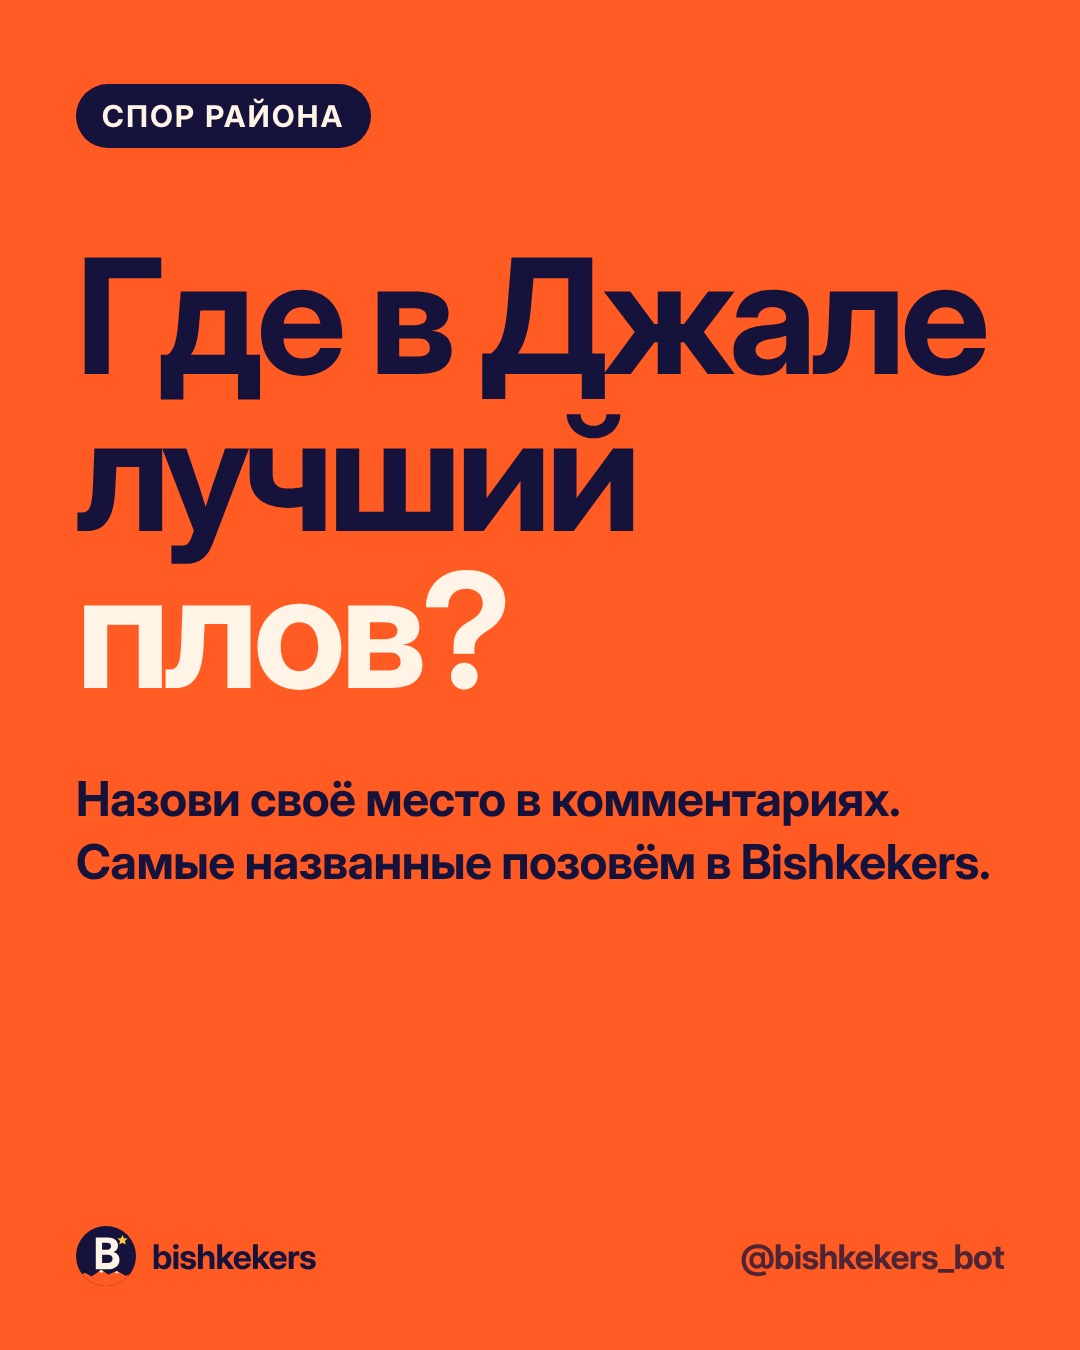 СПОР РАЙОНА
Где в Джале
лучший
плов?
Назови своё место в комментариях.
Самые названные позовём в Bishkekers.
B
bishkekers
@bishkekers_bot